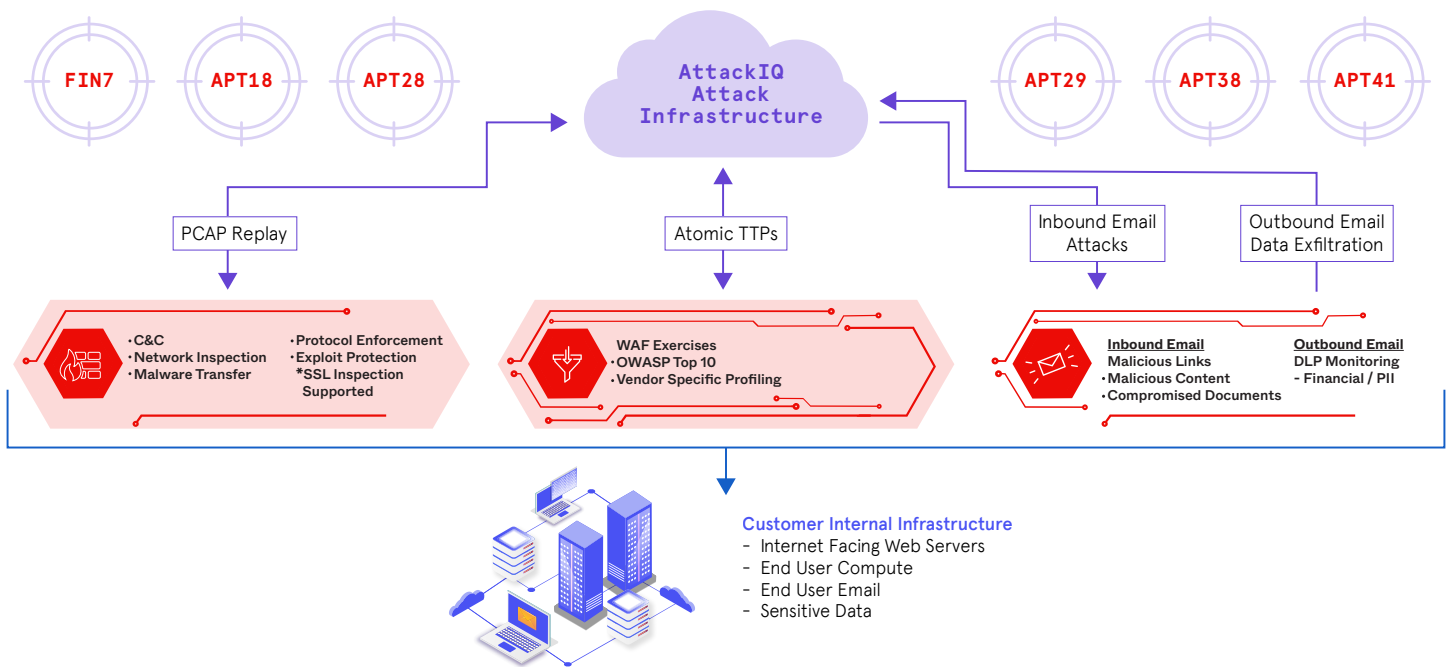 FIN7
APT18
APT28
AttackIQ
Attack
Infrastructure
APT29
APT38
APT41
PCAP Replay
Atomic TTPs
Inbound Email
Attacks
Outbound Email
Data Exfiltration
•C&C
•Network Inspection
•Malware Transfer
•Protocol Enforcement
•Exploit Protection
*SSL Inspection
Supported
WAF Exercises
•OWASP Top 10
•Vendor Specific Profiling
Inbound Email
Malicious Links
•Malicious Content
•Compromised Documents
Outbound Email
DLP Monitoring
- Financial / PII
Customer Internal Infrastructure
- Internet Facing Web Servers
- End User Compute
- End User Email
- Sensitive Data